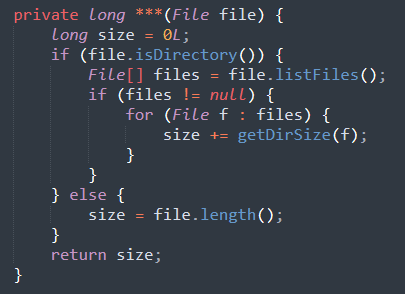 private long ***(File file) {
    long size = 0L;
    if (file.isDirectory()) {
        File[] files = file.listFiles();
        if (files != null) {
            for (File f : files) {
                size += getDirSize(f);
            }
        }
    } else {
        size = file.length();
    }
    return size;
}